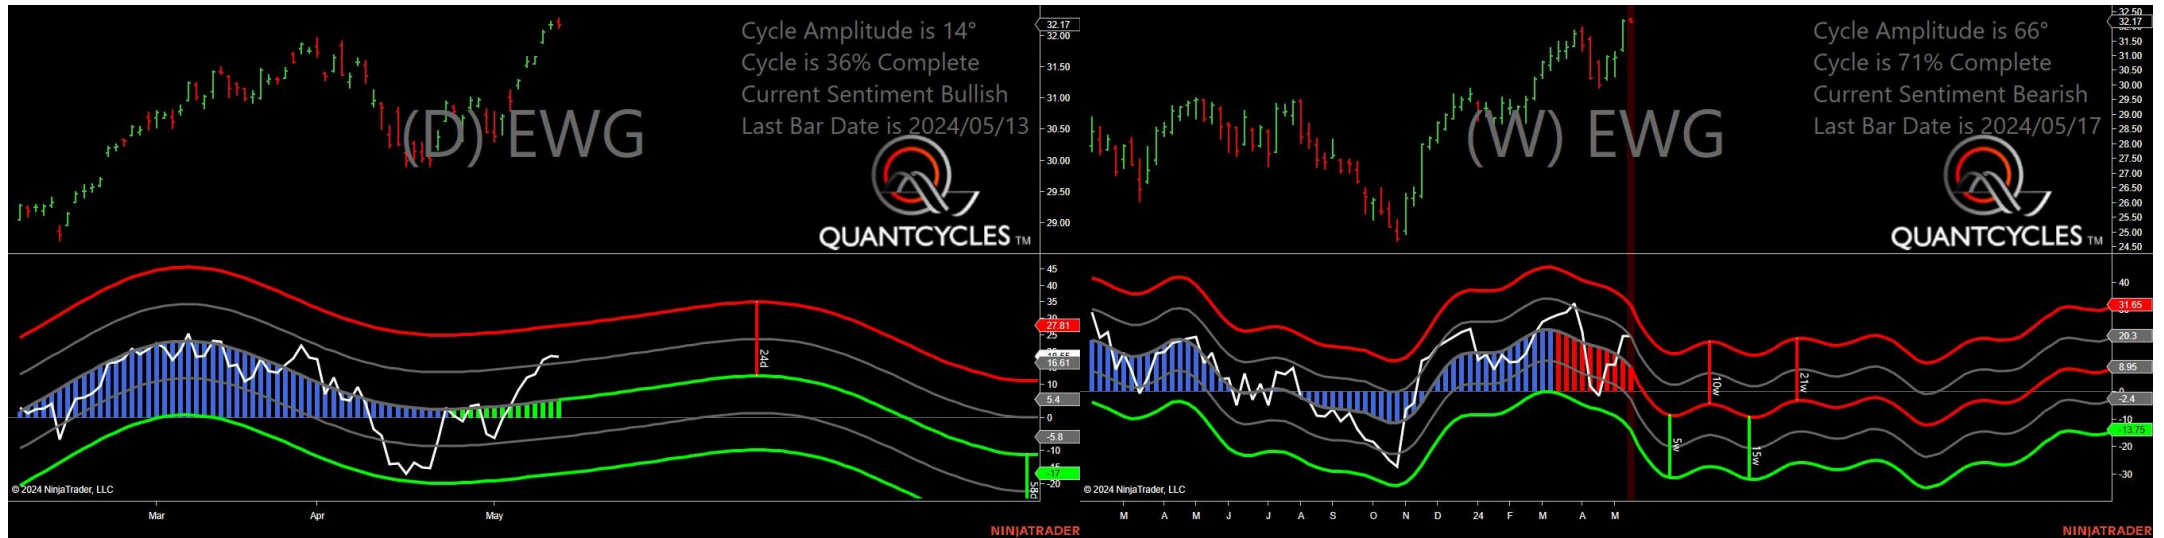 Cycle Amplitude is 14°
Cycle is 36% Complete
Current Sentiment Bullish
Last Bar Date is 2024/05/13
(D) EWG
QUANTCYCLES TM
32.17
32.00
31.50
31.00
30.50
30.00
29.50
29.00
45
40
35
27.81
25
16.61
10
5.4
0
-5.8
-10
-17
-20
24d
58d
© 2024 NinjaTrader, LLC
Mar Apr May
NINJATRADER
Cycle Amplitude is 66°
Cycle is 71% Complete
Current Sentiment Bearish
Last Bar Date is 2024/05/17
(W) EWG
QUANTCYCLES TM
32.50
32.17
31.50
30.50
30.00
29.50
29.00
28.50
28.00
27.50
27.00
26.50
26.00
25.50
25.00
24.50
40
31.65
20.3
8.95
0
-2.4
-10
-13.75
-20
-30
5w
10w
15w
21w
© 2024 NinjaTrader, LLC
M A M J J A S O N D 24 F M A M
NINJATRADER